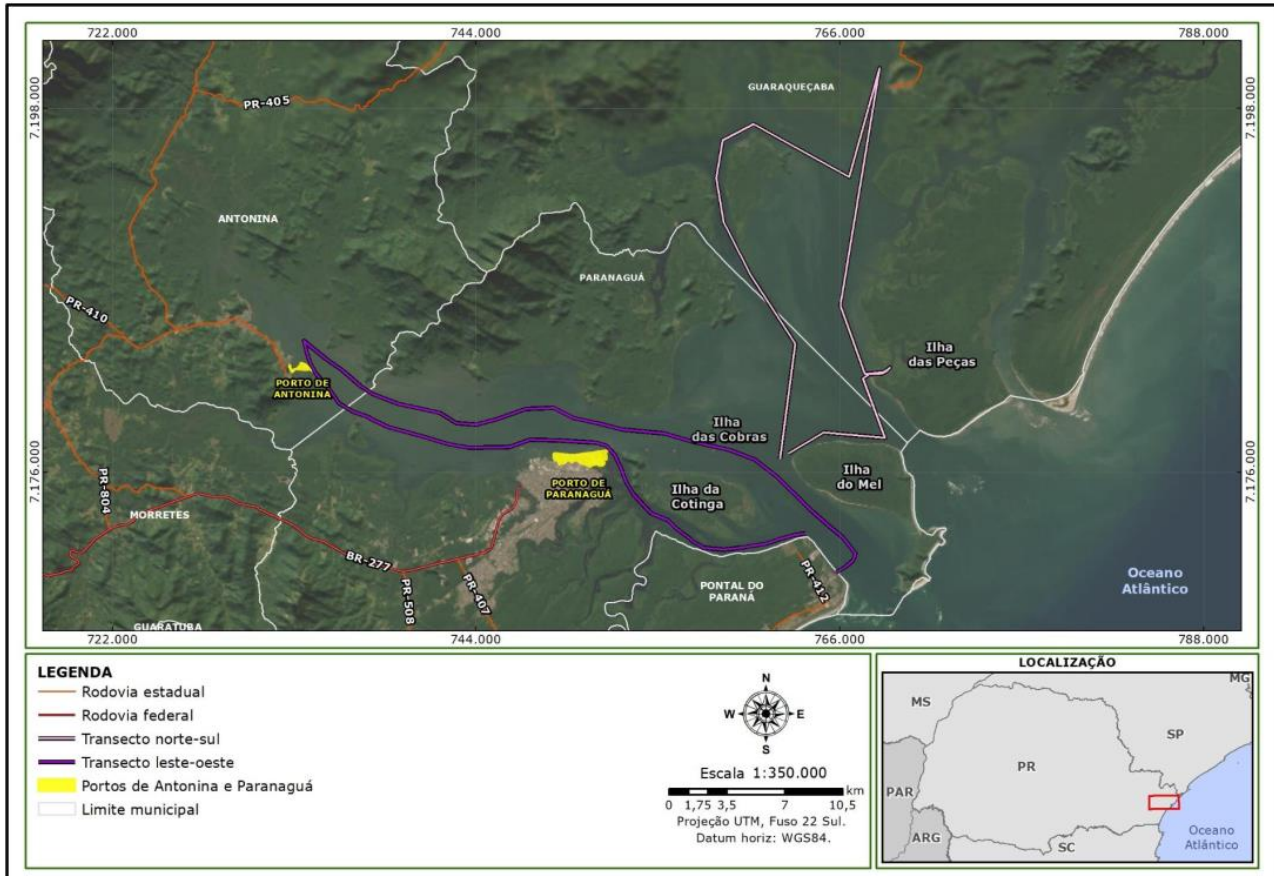 722.000
744.000
766.000
788.000
7.198.000
7.198.000
GUARAQUEÇABA
PR-405
ANTONINA
PARANAGUÁ
PR-410
Ilha
das Peças
PORTO DE
ANTONINA
Ilha
das Cobras
7.176.000
7.176.000
Ilha
do Mel
PORTO DE
PARANAGUÁ
Ilha da
Cotinga
PR-804
MORRETES
BR-277
PR-508
PR-407
PONTAL DO
PARANÁ
PR-412
Oceano
Atlântico
GUARATUBA
722.000
744.000
766.000
788.000
LEGENDA
Rodovia estadual
Rodovia federal
Transecto norte-sul
Transecto leste-oeste
Portos de Antonina e Paranaguá
Limite municipal
N
W
E
S
Escala 1:350.000
km
0 1,75 3,5 7 10,5
Projeção UTM, Fuso 22 Sul.
Datum horiz: WGS84.
LOCALIZAÇÃO
MS
MG
SP
PR
PAR
ARG
SC
Oceano
Atlântico